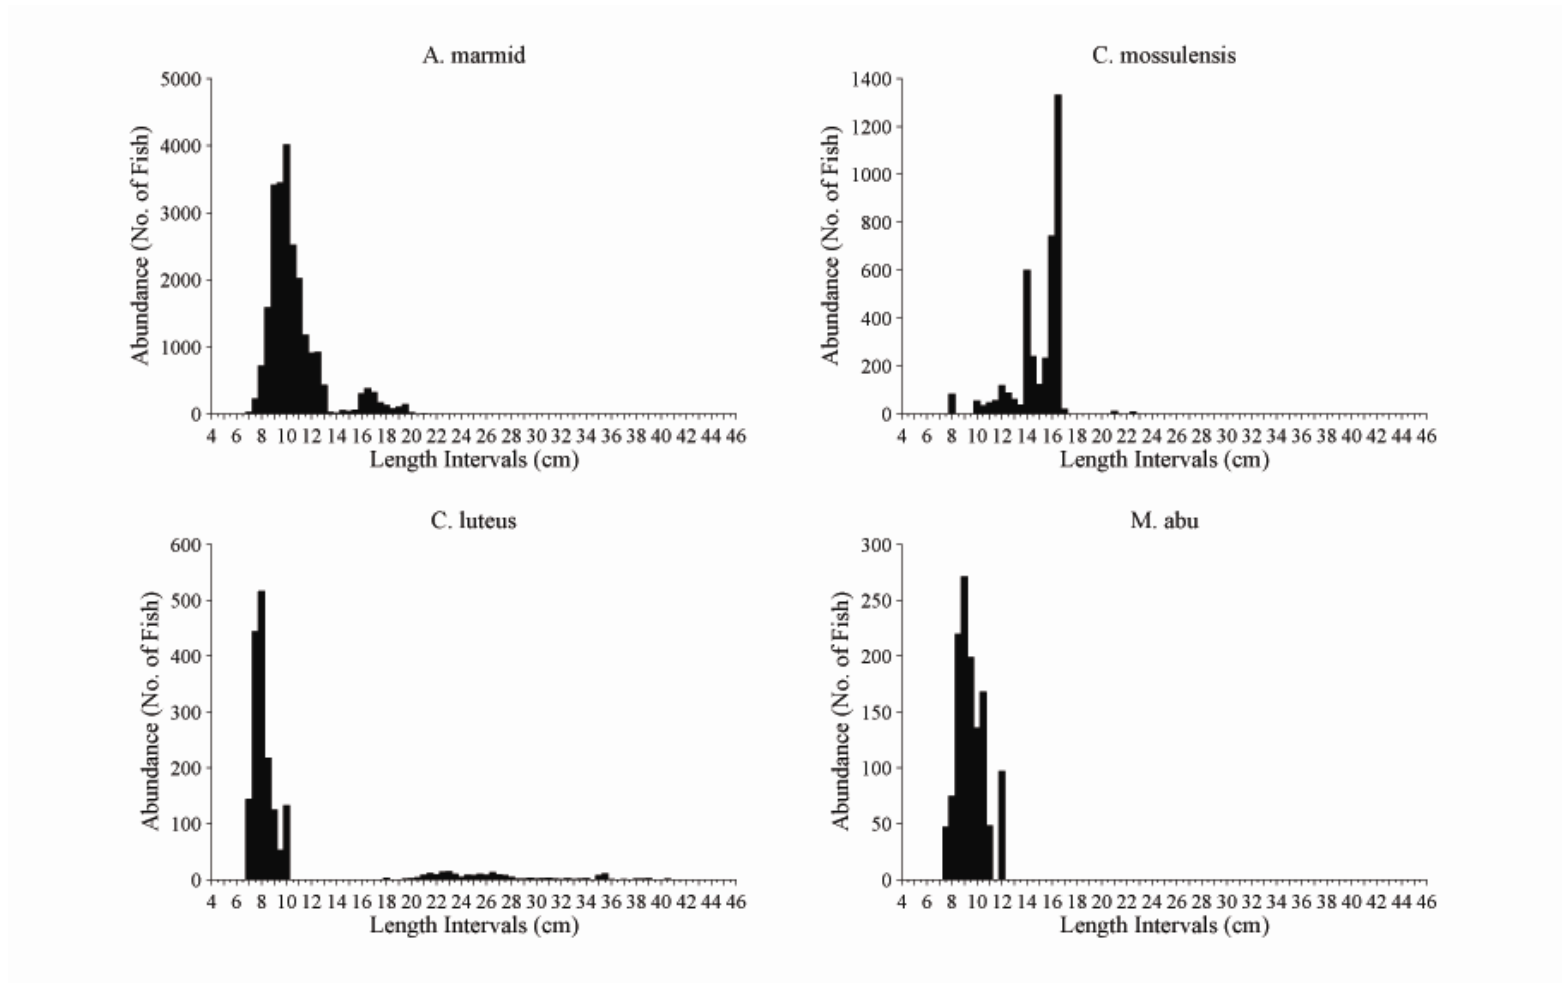 A. marmid
5000
4000
3000
2000
1000
0
Abundance (No. of Fish)
4 6 8 10 12 14 16 18 20 22 24 26 28 30 32 34 36 38 40 42 44 46
Length Intervals (cm)
C. mossulensis
1400
1200
1000
800
600
400
200
0
Abundance (No. of Fish)
4 6 8 10 12 14 16 18 20 22 24 26 28 30 32 34 36 38 40 42 44 46
Length Intervals (cm)
C. luteus
600
500
400
300
200
100
0
Abundance (No. of Fish)
4 6 8 10 12 14 16 18 20 22 24 26 28 30 32 34 36 38 40 42 44 46
Length Intervals (cm)
M. abu
300
250
200
150
100
50
0
Abundance (No. of Fish)
4 6 8 10 12 14 16 18 20 22 24 26 28 30 32 34 36 38 40 42 44 46
Length Intervals (cm)